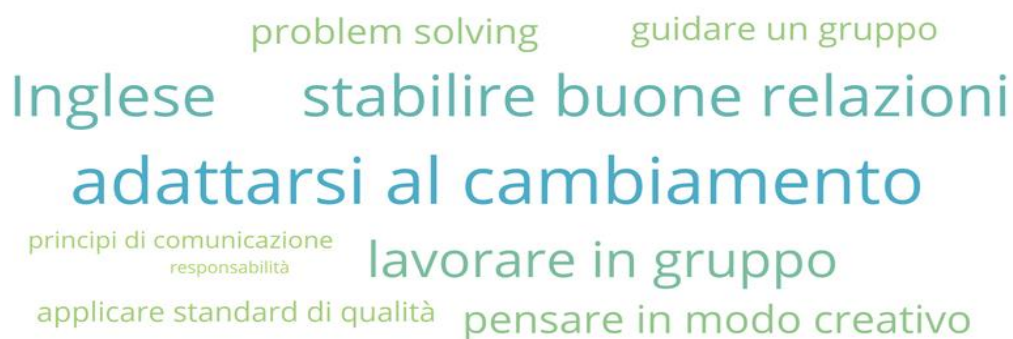 problem solving guidare un gruppo
Inglese stabilire buone relazioni
adattarsi al cambiamento
principi di comunicazione
responsabilità
lavorare in gruppo
applicare standard di qualità
pensare in modo creativo